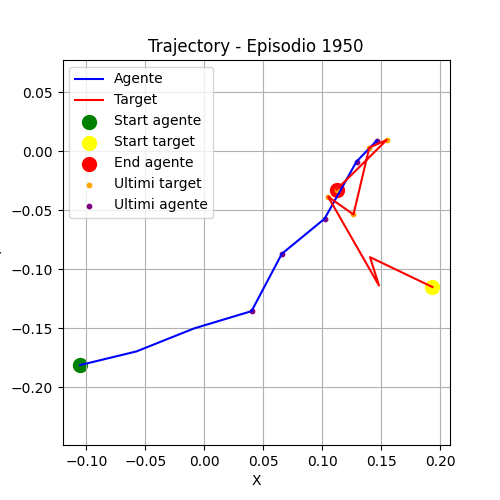 Trajectory - Episodio 1950
Agente
Target
Start agente
Start target
End agente
Ultimi target
Ultimi agente
0.05
0.00
−0.05
−0.10
−0.15
−0.20
−0.10
−0.05
0.00
0.05
0.10
0.15
0.20
X